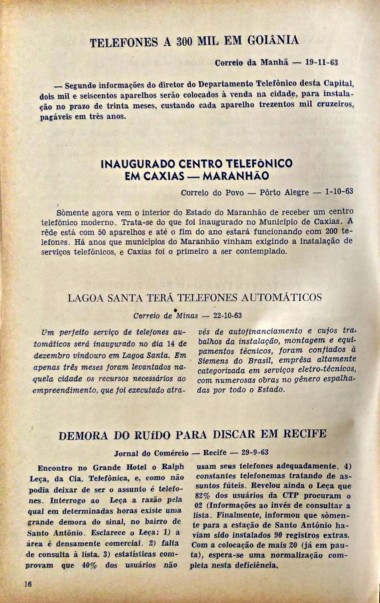 TELEFONES A 300 MIL EM GOIÂNIA
Correio da Manhã — 19-11-63
— Segundo informações do diretor do Departamento Telefônico desta Capital,
dois mil e seiscentos aparelhos serão colocados à venda na cidade, para instala-
ção no prazo de trinta meses, custando cada aparelho trezentos mil cruzeiros,
pagáveis em três anos.
INAUGURADO CENTRO TELEFÔNICO
EM CAXIAS — MARANHÃO
Correio do Povo — Pôrto Alegre — 1-10-63
Sòmente agora vem o interior do Estado do Maranhão de receber um centro
telefônico moderno. Trata-se do que foi inaugurado no Município de Caxias. A
rêde está com 50 aparelhos e até o fim do ano estará funcionando com 200 te-
lefones. Há anos que municípios do Maranhão vinham exigindo a instalação de
serviços telefônicos, e Caxias foi o primeiro a ser contemplado.
LAGOA SANTA TERÁ TELEFONES AUTOMÁTICOS
Correio de Minas — 22-10-63
Um perfeito serviço de telefones au-
tomáticos será inaugurado no dia 14 de
dezembro vindouro em Lagoa Santa. Em
apenas três meses foram levantados na-
quela cidade os recursos necessários ao
empreendimento, que foi executado atra-
vés de autofinanciamento e cujos tra-
balhos da instalação, montagem e equi-
pamentos técnicos, foram confiados à
Siemens do Brasil, emprêsa altamente
categorizada em serviços eletro-técnicos,
com numerosas obras no gênero espalha-
das por todo o Estado.
DEMORA DO RUÍDO PARA DISCAR EM RECIFE
Jornal do Comércio — Recife — 29-9-63
Encontro no Grande Hotel o Ralph
Leça, da Cia. Telefônica, e, como não
podia deixar de ser o assunto é telefo-
nes. Interrogo ao Leça a razão pela
qual em determinadas horas existe uma
grande demora do sinal, no bairro de
Santo Antônio. Esclarece o Leça: 1) a
área é densamente comercial. 2) falta
de consulta à lista. 3) estatísticas com-
provam que 40% dos usuários não
usam seus telefones adequadamente. 4)
constantes telefonemas tratando de as-
suntos fúteis. Revelou ainda o Leça que
82% dos usuários da CTP procuram o
02 (Informações ao invés de consultar a
lista. Finalmente, informou que sòmen-
te para a estação de Santo Antônio ha-
viam sido instalados 90 registros extras.
Com a colocação de mais 20 (já em pau-
ta), espera-se uma normalização com-
pleta nesta deficiência.
16